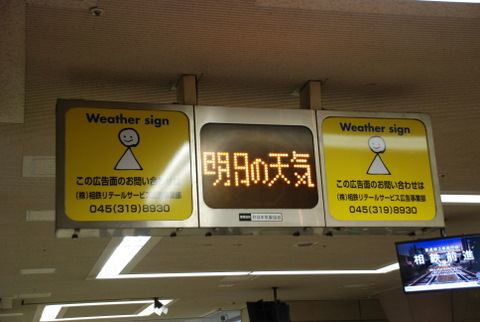 Weather sign
この広告面のお問い合わせは
(株)相鉄リテールサービス広告事業部
045(319)8930
明日の天気
Weather sign
この広告面のお問い合わせは
(株)相鉄リテールサービス広告事業部
045(319)8930
相鉄前進